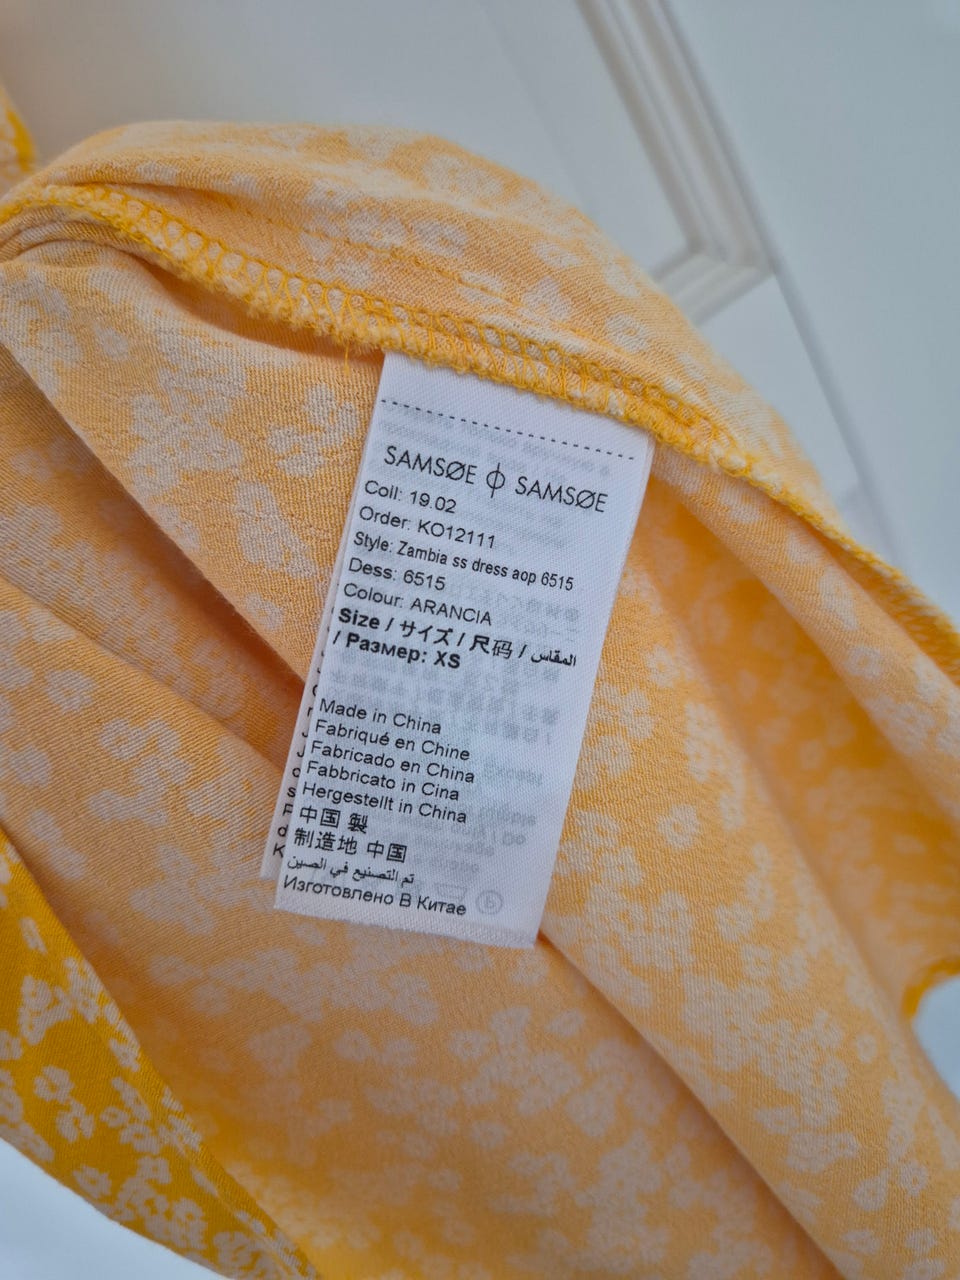 SAMSØE ϕ SAMSØE
Coll: 19.02
Order: KO12111
Style: Zambia ss dress aop 6515
Dess: 6515
Colour: ARANCIA
Size / サイズ / 尺码 / المقاس
/ Размер: XS
Made in China
Fabriqué en Chine
Fabricado en China
Fabbricato in Cina
Hergestellt in China
中国 製
制造地 中国
تم التصنيع في الصين
Изготовлено В Китае